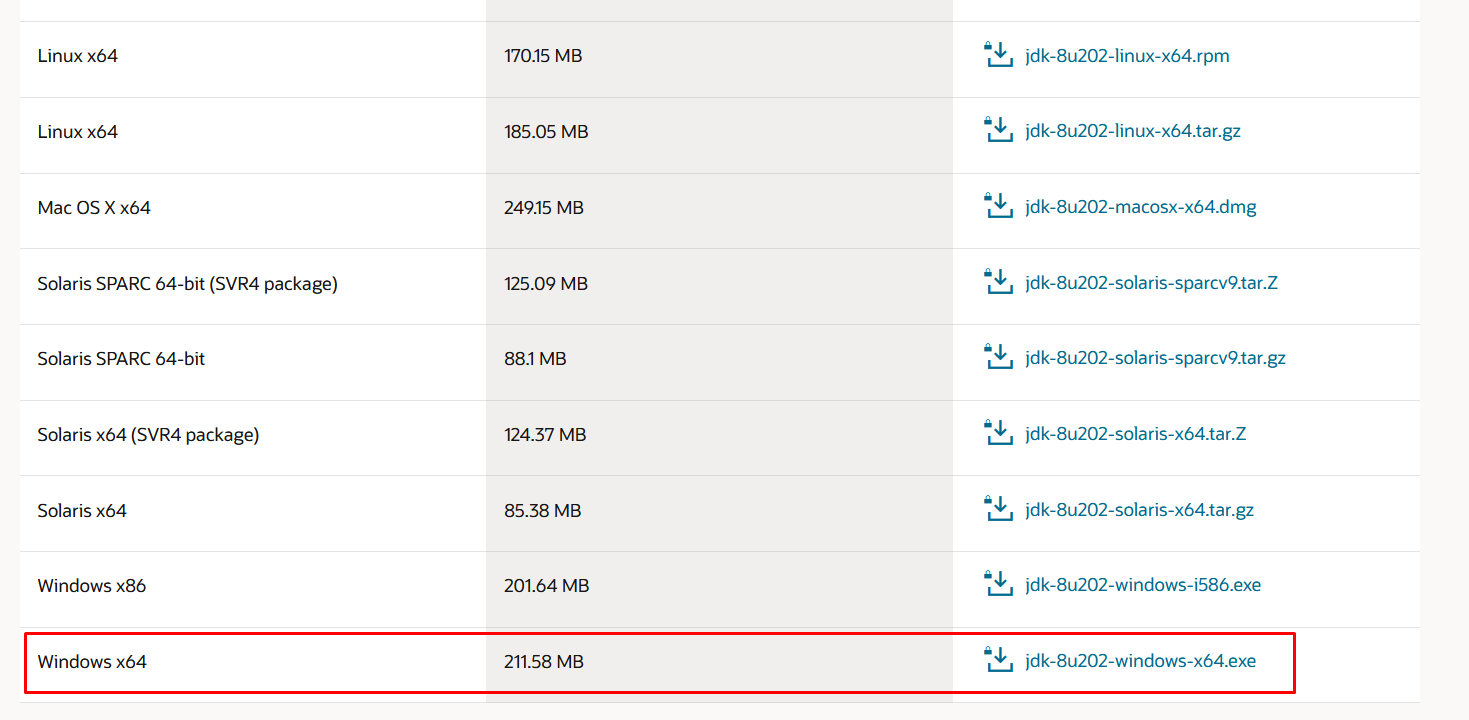 Linux x64 170.15 MB jdk-8u202-linux-x64.rpm
Linux x64 185.05 MB jdk-8u202-linux-x64.tar.gz
Mac OS X x64 249.15 MB jdk-8u202-macosx-x64.dmg
Solaris SPARC 64-bit (SVR4 package) 125.09 MB jdk-8u202-solaris-sparcv9.tar.Z
Solaris SPARC 64-bit 88.1 MB jdk-8u202-solaris-sparcv9.tar.gz
Solaris x64 (SVR4 package) 124.37 MB jdk-8u202-solaris-x64.tar.Z
Solaris x64 85.38 MB jdk-8u202-solaris-x64.tar.gz
Windows x86 201.64 MB jdk-8u202-windows-i586.exe
Windows x64 211.58 MB jdk-8u202-windows-x64.exe